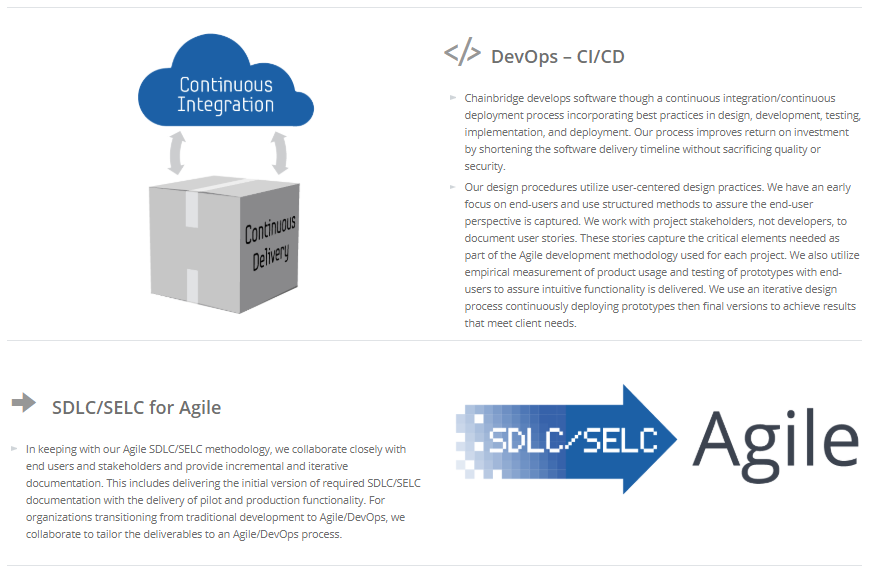 Continuous
Integration
Continuous
Delivery
</> DevOps – CI/CD
Chainbridge develops software though a continuous integration/continuous
deployment process incorporating best practices in design, development, testing,
implementation, and deployment. Our process improves return on investment
by shortening the software delivery timeline without sacrificing quality or
security.
Our design procedures utilize user-centered design practices. We have an early
focus on end-users and use structured methods to assure the end-user
perspective is captured. We work with project stakeholders, not developers, to
document user stories. These stories capture the critical elements needed as
part of the Agile development methodology used for each project. We also utilize
empirical measurement of product usage and testing of prototypes with end-
users to assure intuitive functionality is delivered. We use an iterative design
process continuously deploying prototypes then final versions to achieve results
that meet client needs.
SDLC/SELC for Agile
In keeping with our Agile SDLC/SELC methodology, we collaborate closely with
end users and stakeholders and provide incremental and iterative
documentation. This includes delivering the initial version of required SDLC/SELC
documentation with the delivery of pilot and production functionality. For
organizations transitioning from traditional development to Agile/DevOps, we
collaborate to tailor the deliverables to an Agile/DevOps process.
SDLC/SELC Agile